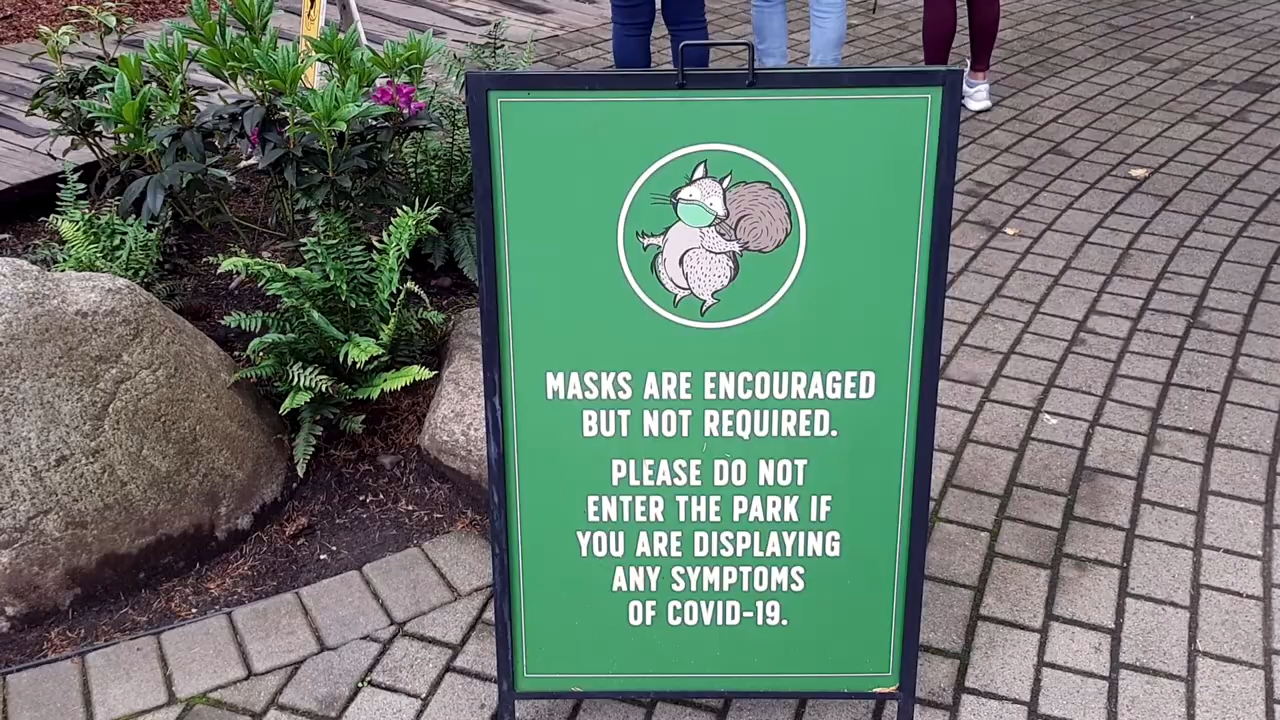 MASKS ARE ENCOURAGED
BUT NOT REQUIRED.
PLEASE DO NOT
ENTER THE PARK IF
YOU ARE DISPLAYING
ANY SYMPTOMS
OF COVID-19.